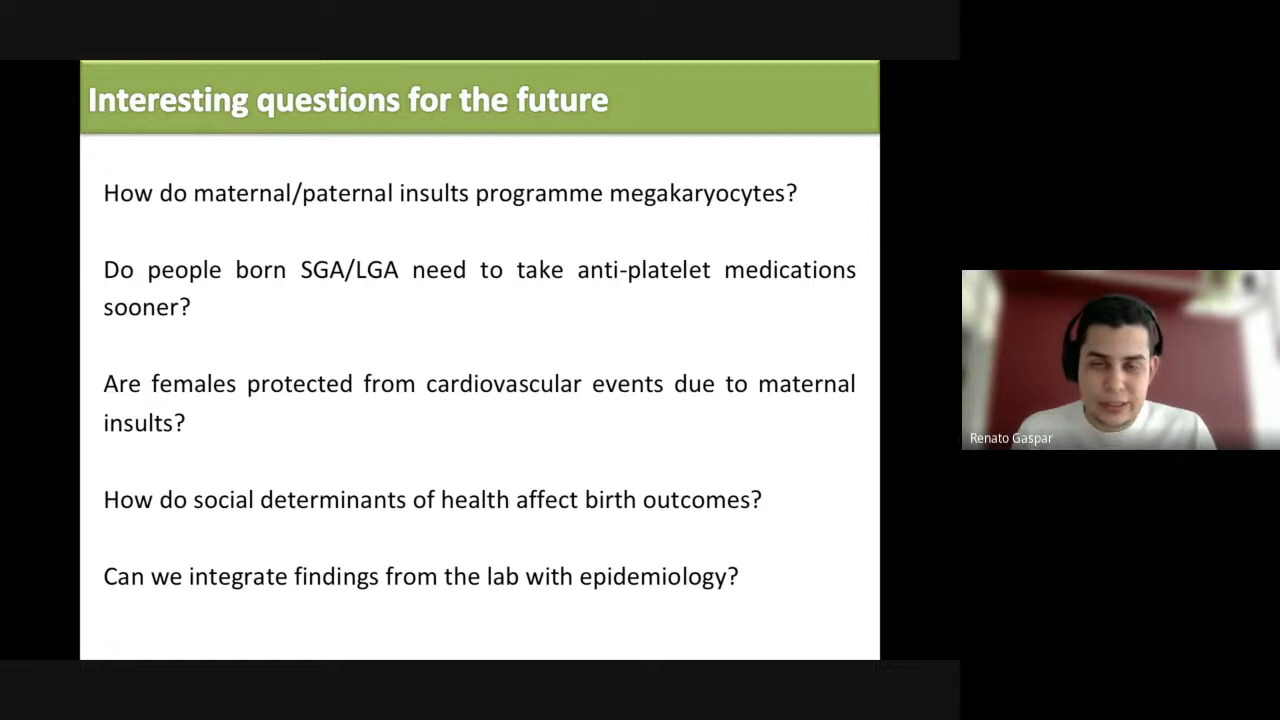 Interesting questions for the future
How do maternal/paternal insults programme megakaryocytes?
Do people born SGA/LGA need to take anti-platelet medications
sooner?
Are females protected from cardiovascular events due to maternal
insults?
How do social determinants of health affect birth outcomes?
Can we integrate findings from the lab with epidemiology?
Renato Gaspar